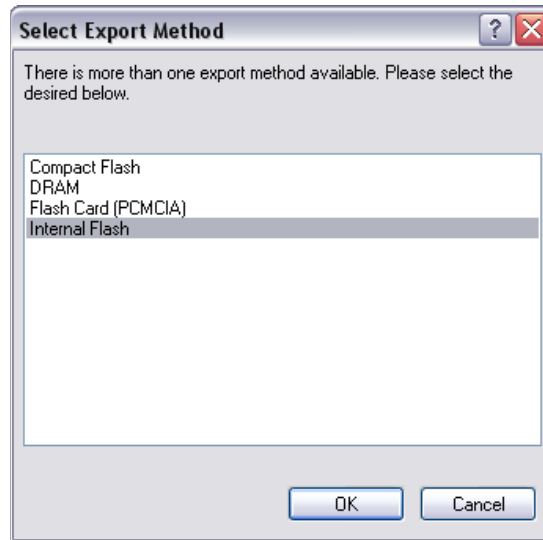 Select Export Method
There is more than one export method available. Please select the
desired below.
Compact Flash
DRAM
Flash Card (PCMCIA)
Internal Flash
OK
Cancel